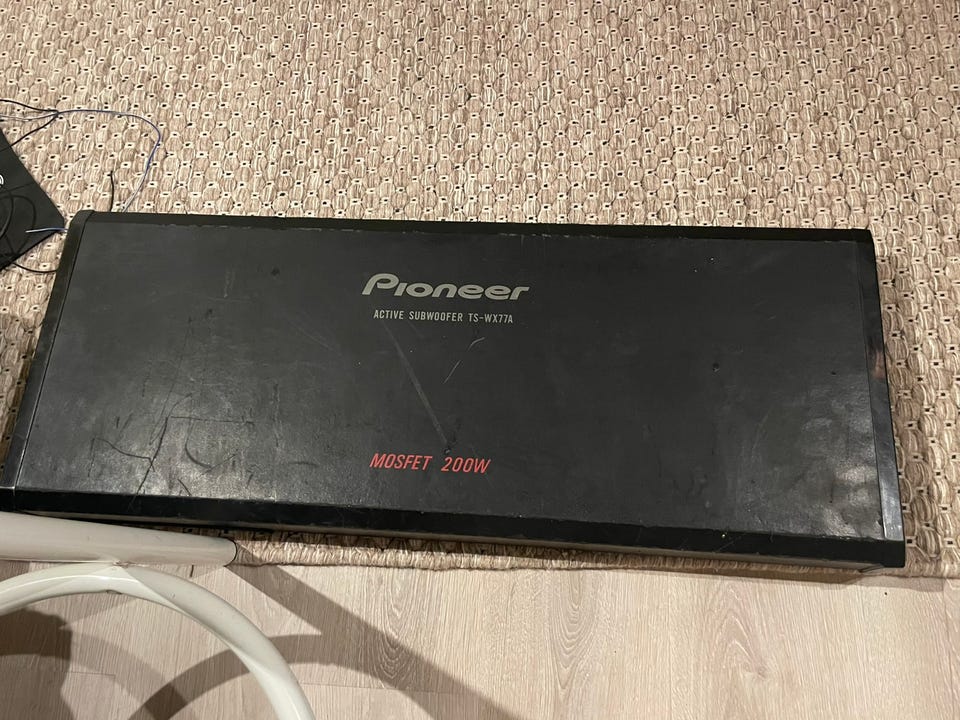 Pioneer
ACTIVE SUBWOOFER TS-WX77A
MOSFET 200W